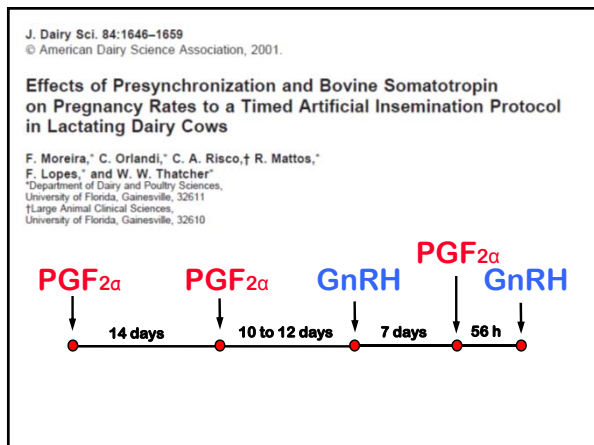 J. Dairy Sci. 84:1646–1659
© American Dairy Science Association, 2001.
Effects of Presynchronization and Bovine Somatotropin
on Pregnancy Rates to a Timed Artificial Insemination Protocol
in Lactating Dairy Cows
F. Moreira,* C. Orlandi,* C. A. Risco,† R. Mattos,*
F. Lopes,* and W. W. Thatcher*
*Department of Dairy and Poultry Sciences,
University of Florida, Gainesville, 32611
†Large Animal Clinical Sciences,
University of Florida, Gainesville, 32610
PGF2α
PGF2α PGF2α GnRH GnRH
14 days 10 to 12 days 7 days 56 h